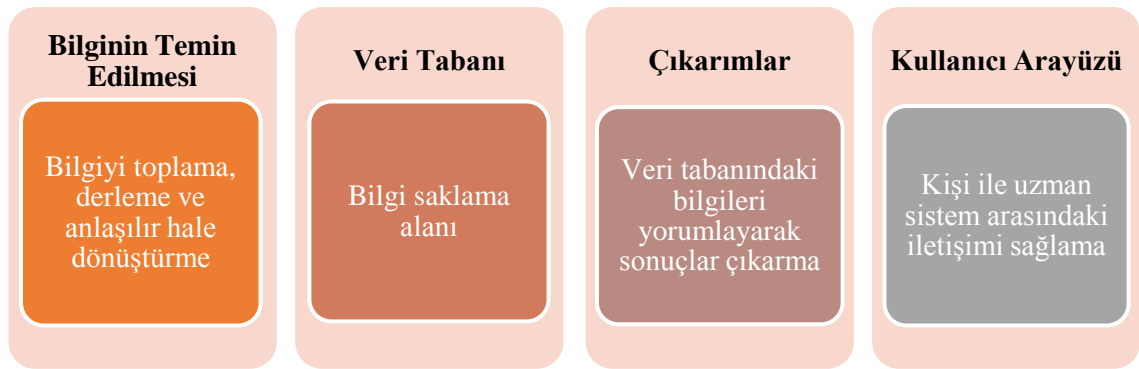 Bilginin Temin
Edilmesi
Bilgiyi toplama,
derleme ve
anlaşılır hale
dönüştürme
Veri Tabanı
Bilgi saklama
alanı
Çıkarımlar
Veri tabanındaki
bilgileri
yorumlayarak
sonuçlar çıkarma
Kullanıcı Arayüzü
Kişi ile uzman
sistem arasındaki
iletişimi sağlama